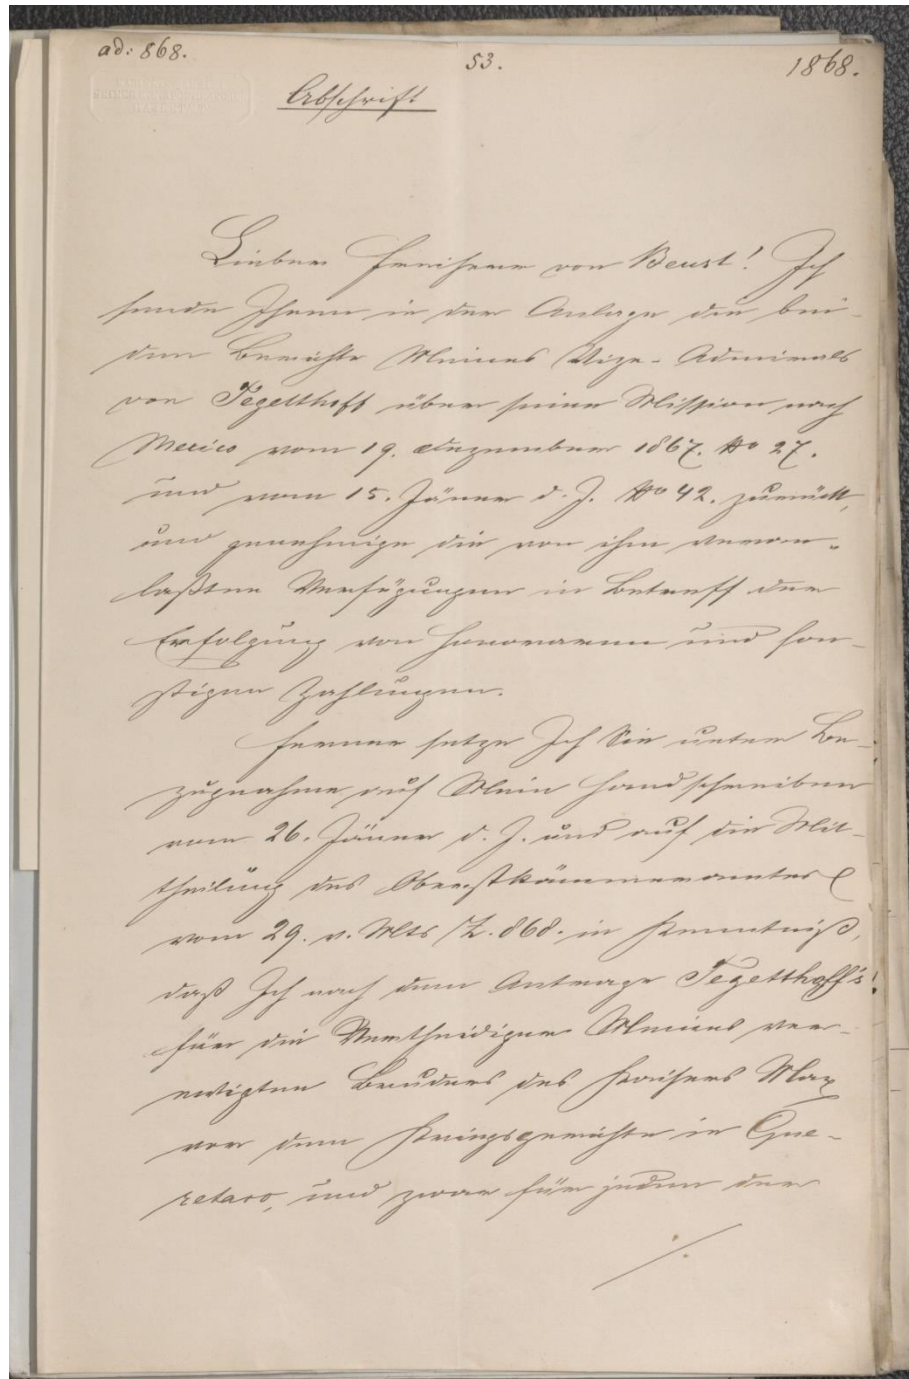 ad: 868.
53.
1868.
Abschrift
Lieber Freiherr von Beust! Ich
sende Ihnen in der Anlage die bei-
den Berichte Meines Vize-Admirals
von Tegetthoff über seine Mission nach
Mexico vom 19. Dezember 1867. No 27.
und vom 15. Jänner d. J. No 42. zurück,
und genehmige die von ihm veran-
laßten Verfügungen in Betreff der
Erfolgung von Honoraren und son-
stigen Zahlungen.
Ferner setze Ich Sie unter Be-
zugnahme auf Mein Handschreiben
vom 26. Jänner d. J. und auf die Mit-
theilung des Oberstkämmereramtes
vom 29. v. Mts /Z. 868. in Kenntniß,
daß Ich nach dem Antrage Tegetthoff's
für die Vertheidiger Meines ver-
ewigten Bruders des Kaisers Max
vor dem Kriegsgerichte in Que-
retaro, und zwar für jeden der
./.